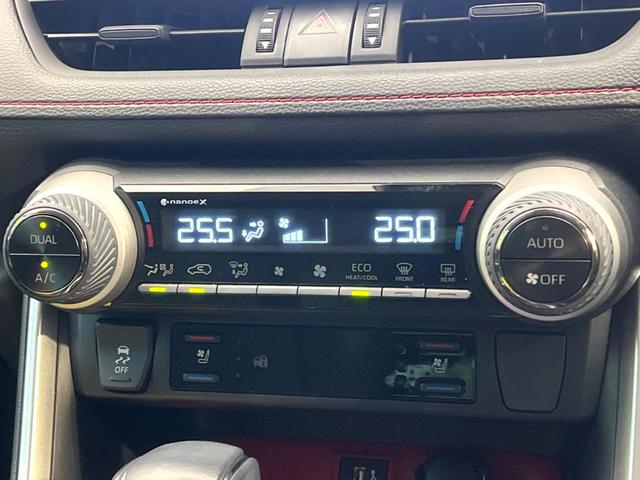 nanoeX
25.5
25.0
DUAL
A/C
AUTO
OFF
ECO
HEAT/COOL
FRONT
REAR
OFF